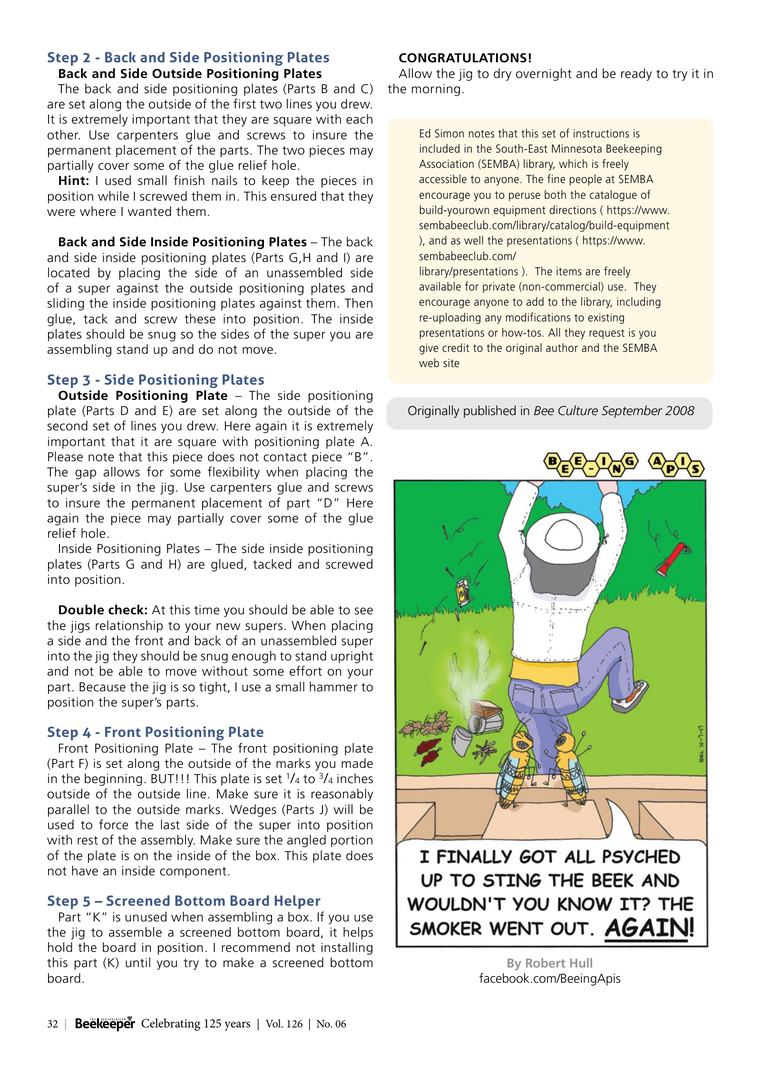 Step 2 - Back and Side Positioning Plates
Back and Side Outside Positioning Plates
The back and side positioning plates (Parts B and C)
are set along the outside of the first two lines you drew.
It is extremely important that they are square with each
other. Use carpenters glue and screws to insure the
permanent placement of the parts. The two pieces may
partially cover some of the glue relief hole.
Hint: I used small finish nails to keep the pieces in
position while I screwed them in. This ensured that they
were where I wanted them.
Back and Side Inside Positioning Plates – The back
and side inside positioning plates (Parts G,H and I) are
located by placing the side of an unassembled side
of a super against the outside positioning plates and
sliding the inside positioning plates against them. Then
glue, tack and screw these into position. The inside
plates should be snug so the sides of the super you are
assembling stand up and do not move.
Step 3 - Side Positioning Plates
Outside Positioning Plate – The side positioning
plate (Parts D and E) are set along the outside of the
second set of lines you drew. Here again it is extremely
important that it are square with positioning plate A.
Please note that this piece does not contact piece “B”.
The gap allows for some flexibility when placing the
super’s side in the jig. Use carpenters glue and screws
to insure the permanent placement of part “D” Here
again the piece may partially cover some of the glue
relief hole.
Inside Positioning Plates – The side inside positioning
plates (Parts G and H) are glued, tacked and screwed
into position.
Double check: At this time you should be able to see
the jigs relationship to your new supers. When placing
a side and the front and back of an unassembled super
into the jig they should be snug enough to stand upright
and not be able to move without some effort on your
part. Because the jig is so tight, I use a small hammer to
position the super’s parts.
Step 4 - Front Positioning Plate
Front Positioning Plate – The front positioning plate
(Part F) is set along the outside of the marks you made
in the beginning. BUT!!! This plate is set 1/4 to 3/4 inches
outside of the outside line. Make sure it is reasonably
parallel to the outside marks. Wedges (Parts J) will be
used to force the last side of the super into position
with rest of the assembly. Make sure the angled portion
of the plate is on the inside of the box. This plate does
not have an inside component.
Step 5 – Screened Bottom Board Helper
Part “K” is unused when assembling a box. If you use
the jig to assemble a screened bottom board, it helps
hold the board in position. I recommend not installing
this part (K) until you try to make a screened bottom
board.
CONGRATULATIONS!
Allow the jig to dry overnight and be ready to try it in
the morning.
Ed Simon notes that this set of instructions is
included in the South-East Minnesota Beekeeping
Association (SEMBA) library, which is freely
accessible to anyone. The fine people at SEMBA
encourage you to peruse both the catalogue of
build-yourown equipment directions ( https://www.
sembabeeclub.com/library/catalog/build-equipment
), and as well the presentations ( https://www.
sembabeeclub.com/
library/presentations ). The items are freely
available for private (non-commercial) use. They
encourage anyone to add to the library, including
re-uploading any modifications to existing
presentations or how-tos. All they request is you
give credit to the original author and the SEMBA
web site
Originally published in Bee Culture September 2008
BEE-ING APIS
I FINALLY GOT ALL PSYCHED
UP TO STING THE BEEK AND
WOULDN'T YOU KNOW IT? THE
SMOKER WENT OUT. AGAIN!
By Robert Hull
facebook.com/BeeingApis
32 | Beekeeper Celebrating 125 years | Vol. 126 | No. 06